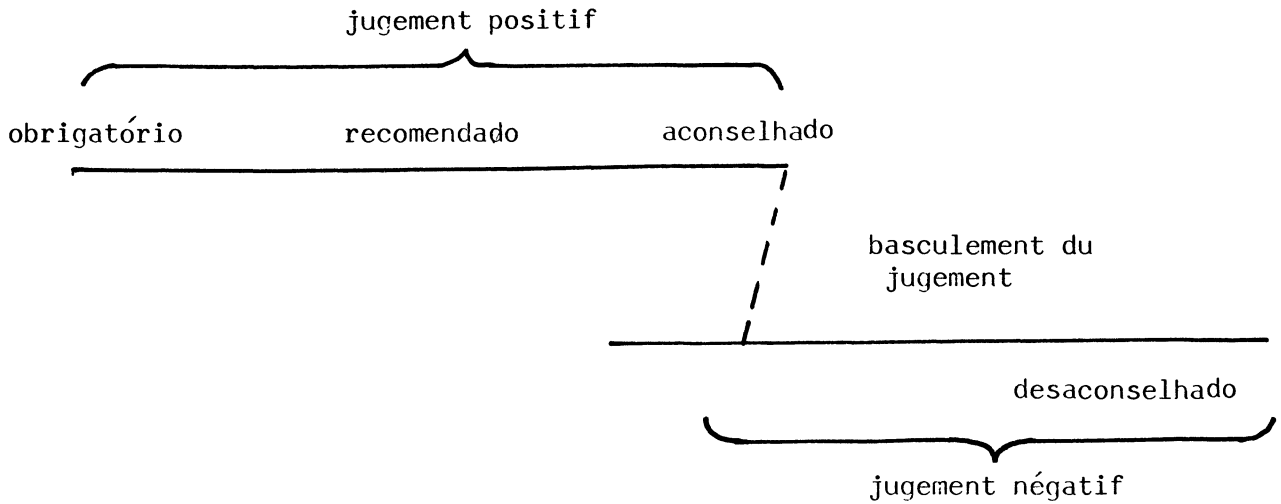 jugement positif
obrigatório recomendado aconselhado
basculement du
jugement
desaconselhado
jugement négatif